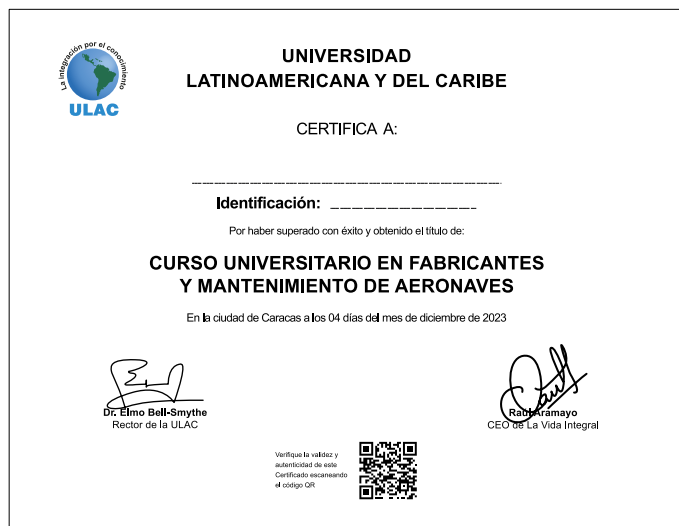 La integración por el conocimiento
ULAC
UNIVERSIDAD
LATINOAMERICANA Y DEL CARIBE
CERTIFICA A:
Identificación:
Por haber superado con éxito y obtenido el título de:
CURSO UNIVERSITARIO EN FABRICANTES
Y MANTENIMIENTO DE AERONAVES
En la ciudad de Caracas a los 04 días del mes de diciembre de 2023
Dr. Elmo Bell-Smythe
Rector de la ULAC
Raúl Aramayo
CEO de La Vida Integral
Verifique la validez y
autenticidad de este
Certificado escaneando
el código QR